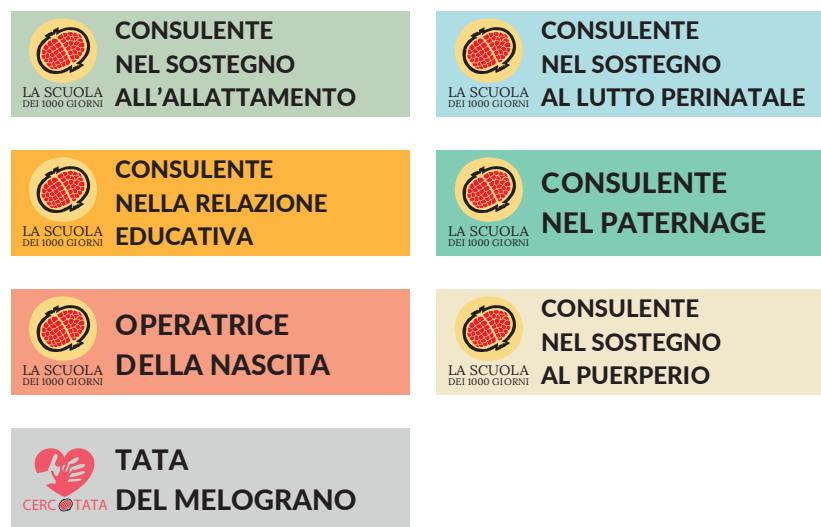 LA SCUOLA
DEI 1000 GIORNI
CONSULENTE
NEL SOSTEGNO
ALL'ALLATTAMENTO
LA SCUOLA
DEI 1000 GIORNI
CONSULENTE
NEL SOSTEGNO
AL LUTTO PERINATALE
LA SCUOLA
DEI 1000 GIORNI
CONSULENTE
NELLA RELAZIONE
EDUCATIVA
LA SCUOLA
DEI 1000 GIORNI
CONSULENTE
NEL PATERNAGE
LA SCUOLA
DEI 1000 GIORNI
OPERATRICE
DELLA NASCITA
LA SCUOLA
DEI 1000 GIORNI
CONSULENTE
NEL SOSTEGNO
AL PUERPERIO
CERCOTATA
TATA
DEL MELOGRANO